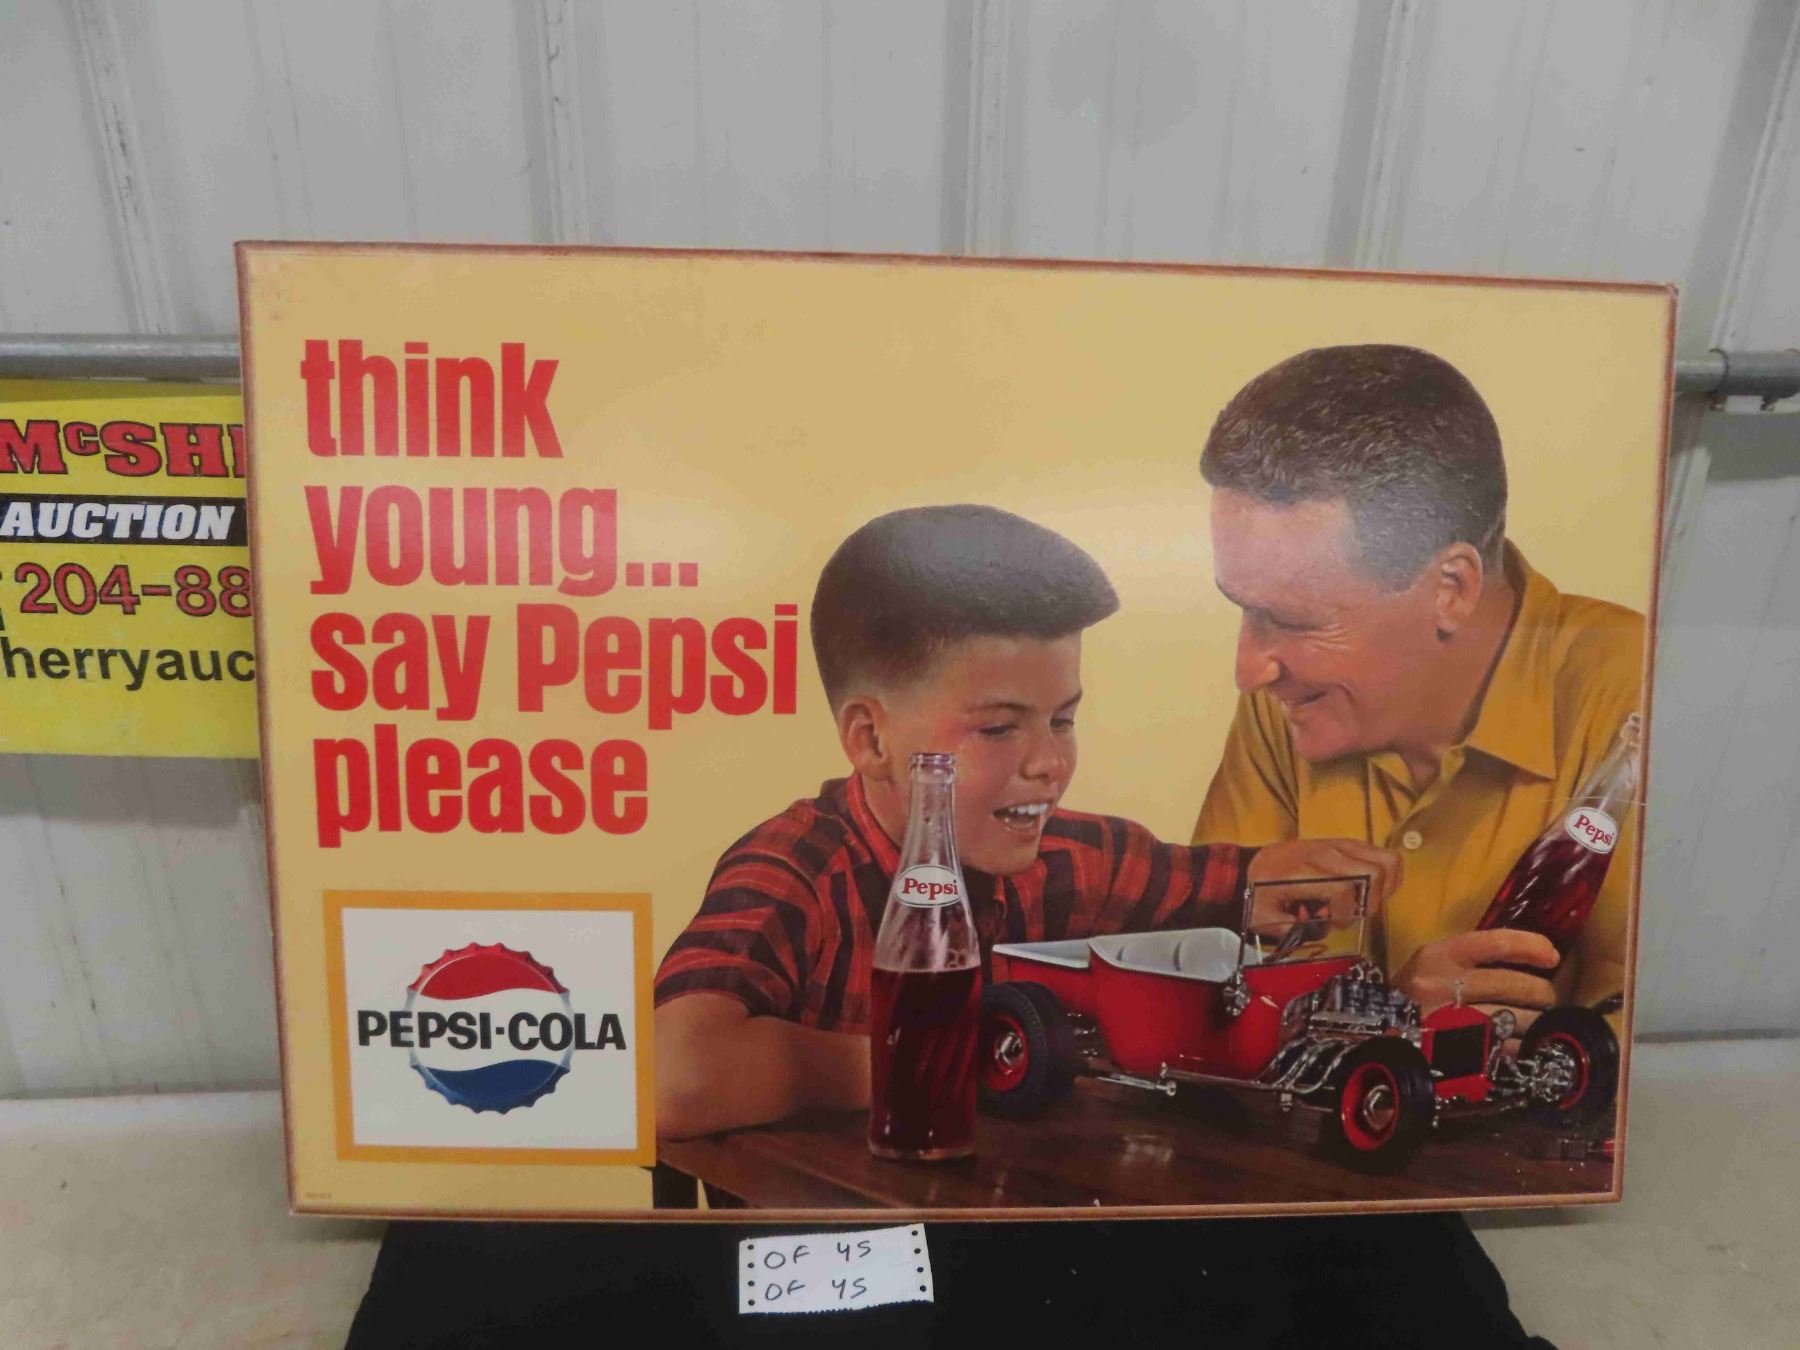 think
young...
say Pepsi
please
PEPSI-COLA
Pepsi
Pepsi
McSH
AUCTION
204-88
herryauc
OF 45
OF 45